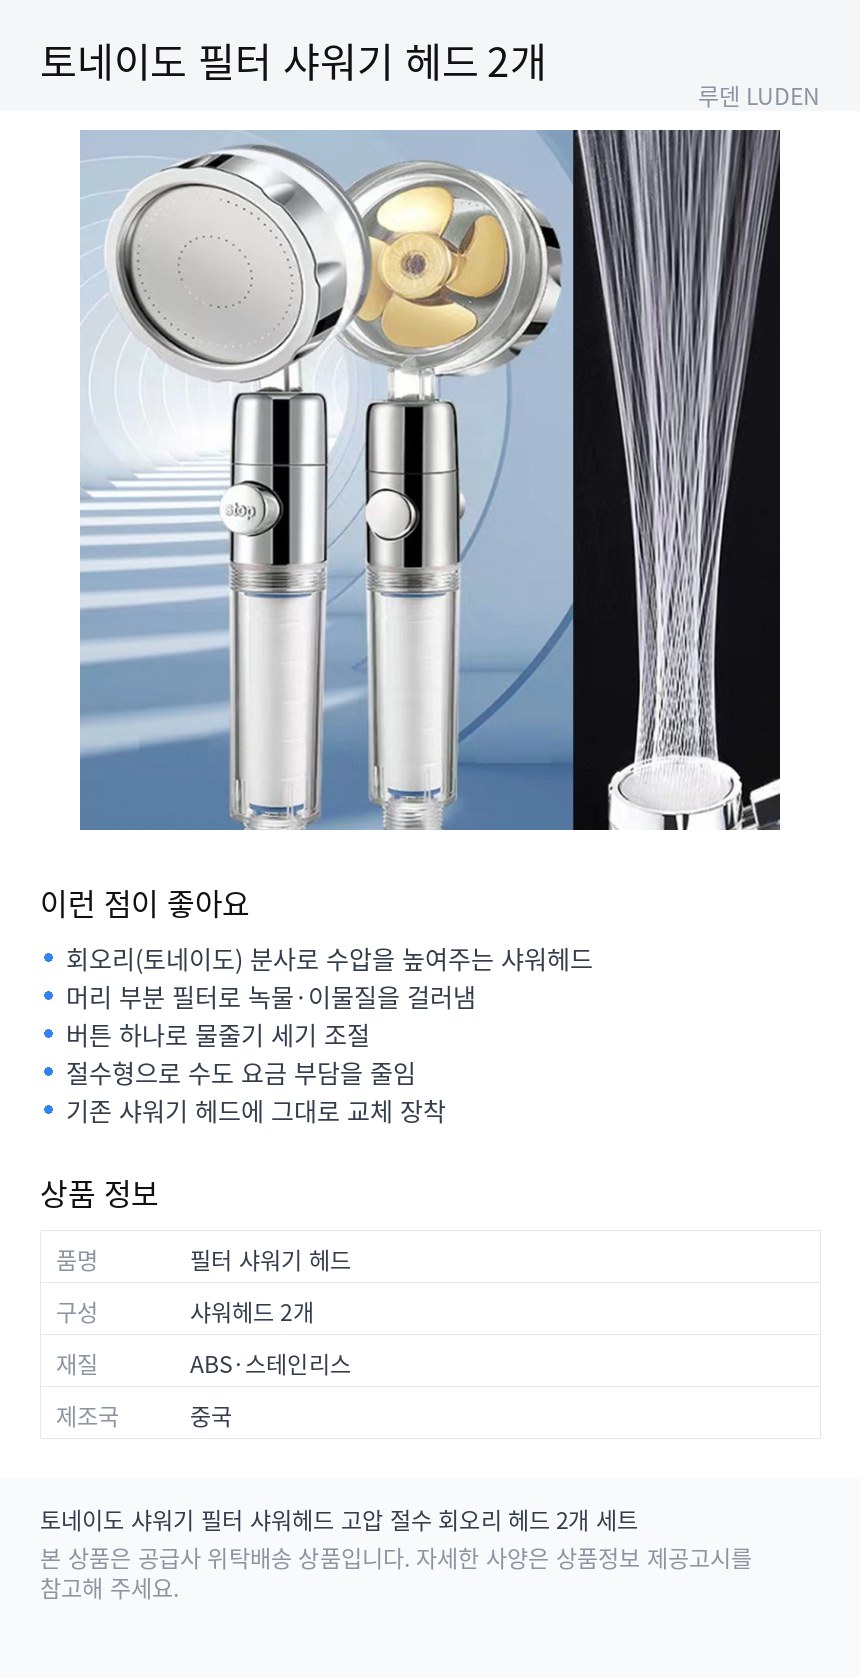 토네이도 필터 샤워기 헤드 2개
루덴 LUDEN
stop
이런 점이 좋아요
회오리(토네이도) 분사로 수압을 높여주는 샤워헤드
머리 부분 필터로 녹물·이물질을 걸러냄
버튼 하나로 물줄기 세기 조절
절수형으로 수도 요금 부담을 줄임
기존 샤워기 헤드에 그대로 교체 장착
상품 정보
품명 필터 샤워기 헤드
구성 샤워헤드 2개
재질 ABS·스테인리스
제조국 중국
토네이도 샤워기 필터 샤워헤드 고압 절수 회오리 헤드 2개 세트
본 상품은 공급사 위탁배송 상품입니다. 자세한 사양은 상품정보 제공고시를
참고해 주세요.